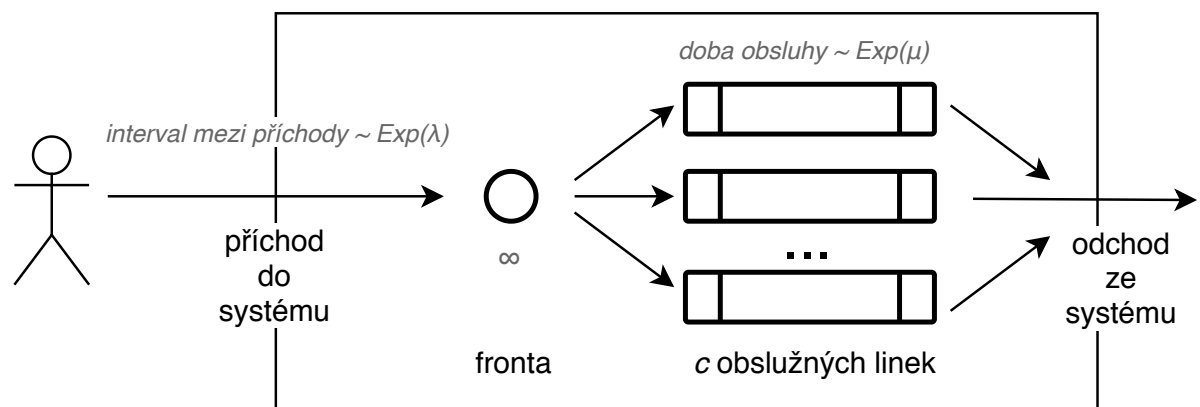 doba obsluhy ~ Exp(μ)
interval mezi příchody ~ Exp(λ)
příchod
do
systému
∞
...
odchod
ze
systému
fronta
c obslužných linek